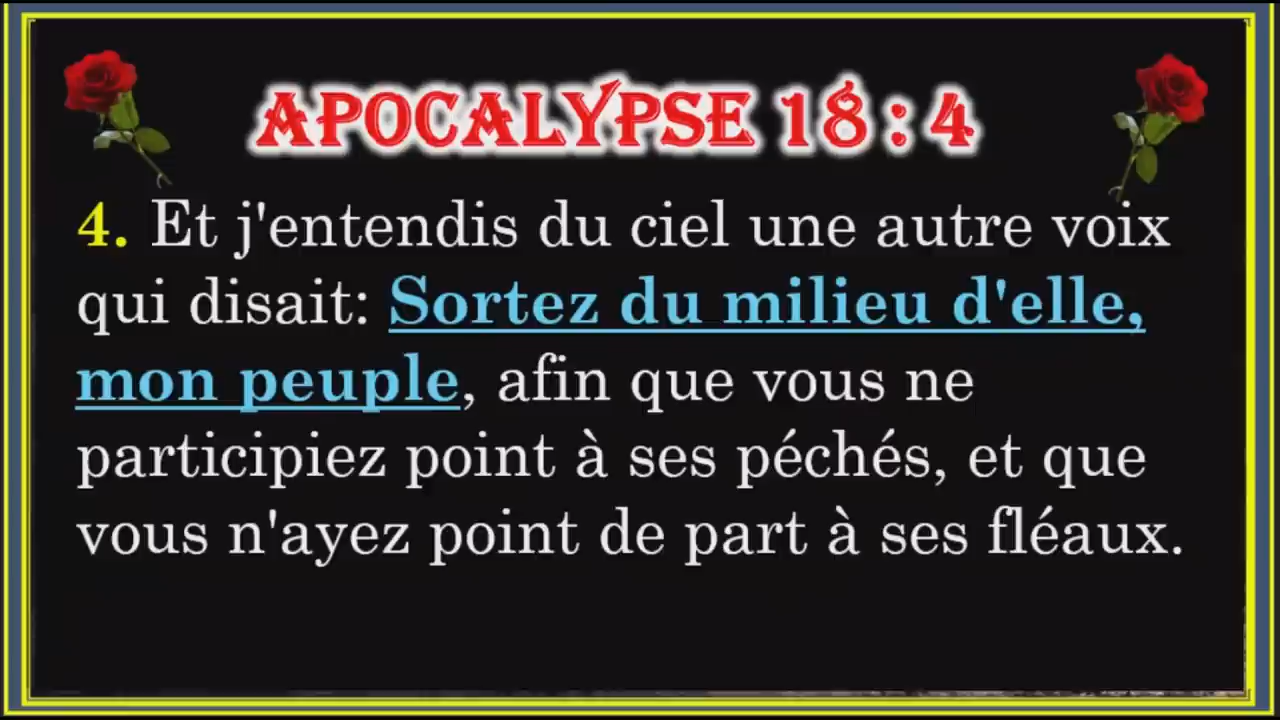 APOCALYPSE 18 : 4
4. Et j'entendis du ciel une autre voix
qui disait: Sortez du milieu d'elle,
mon peuple, afin que vous ne
participiez point à ses péchés, et que
vous n'ayez point de part à ses fléaux.